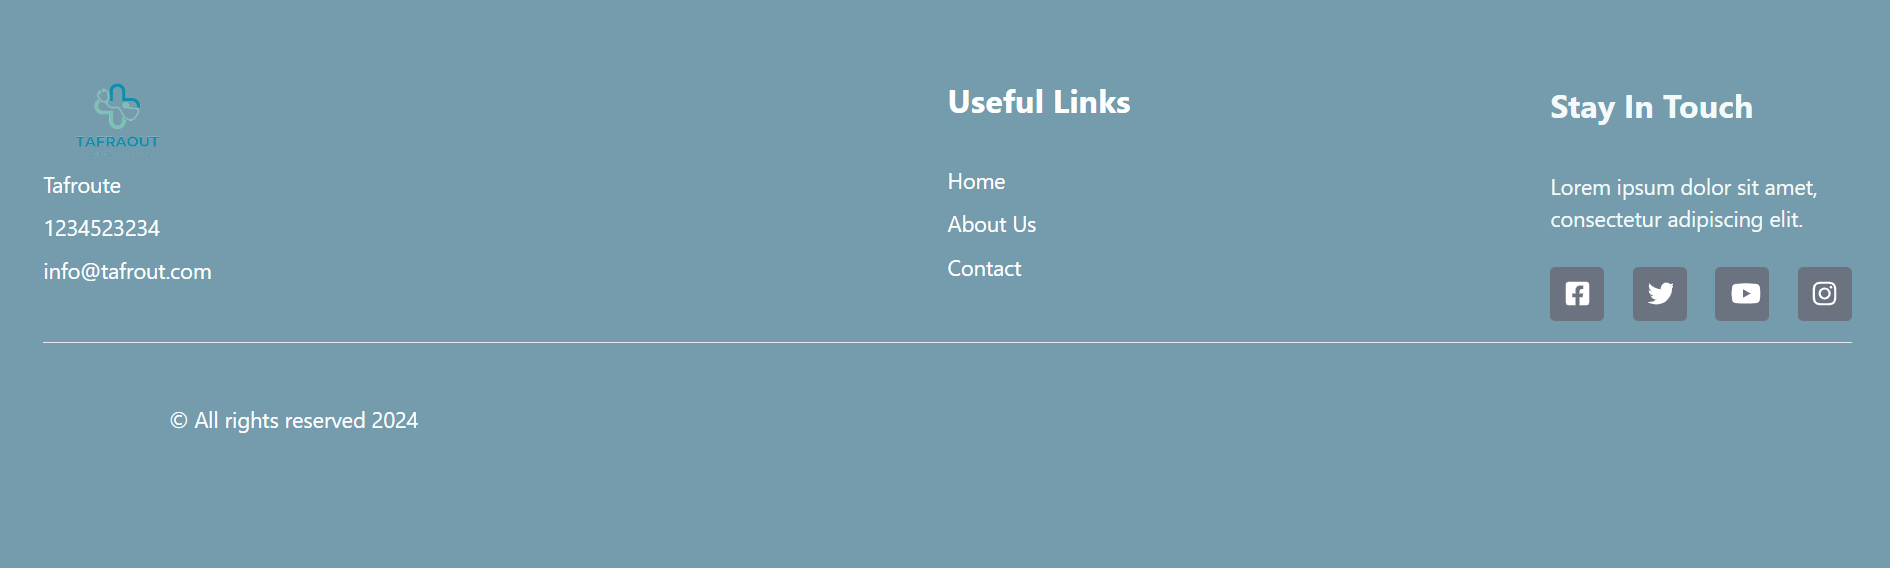 TAFRAOUT
Tafroute
1234523234
info@tafrout.com
Useful Links
Home
About Us
Contact
Stay In Touch
Lorem ipsum dolor sit amet,
consectetur adipiscing elit.
© All rights reserved 2024